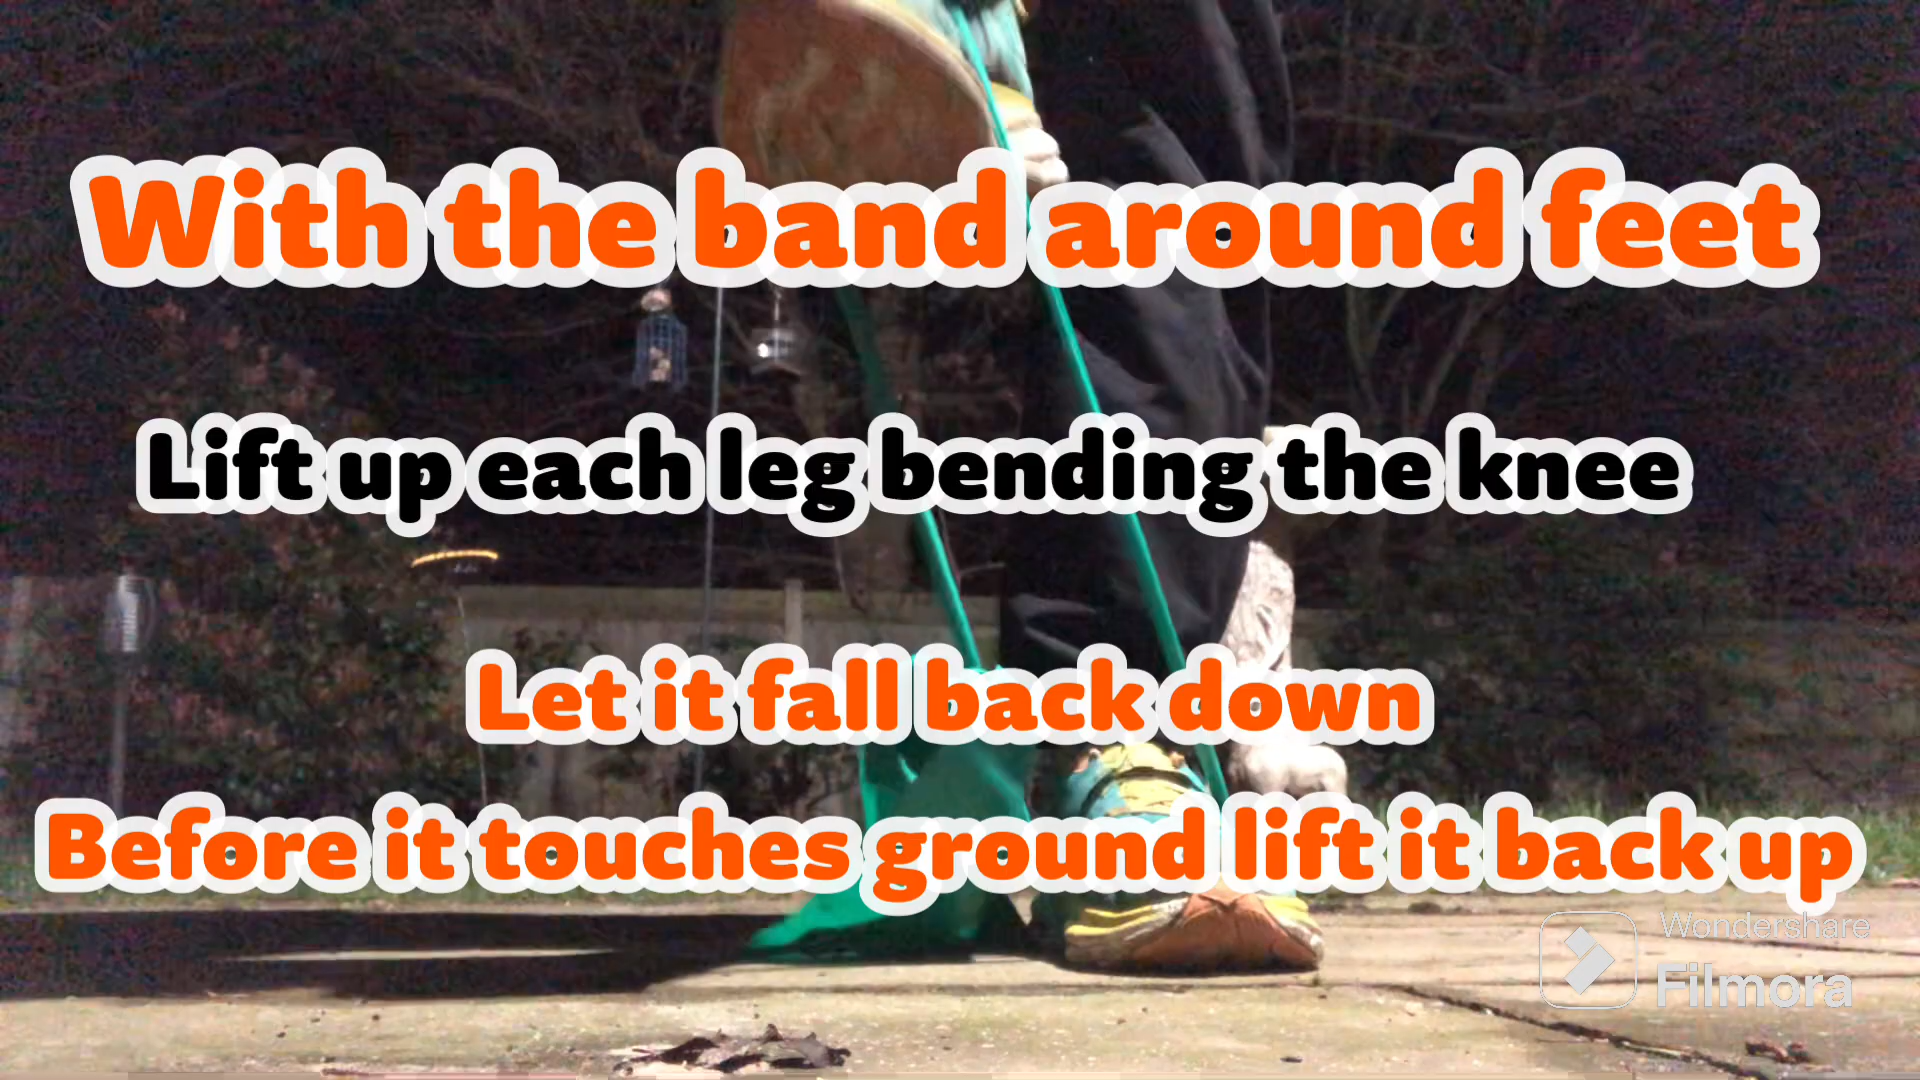 With the band around feet
Lift up each leg bending the knee
Let it fall back down
Before it touches ground lift it back up
Wondershare
Filmora